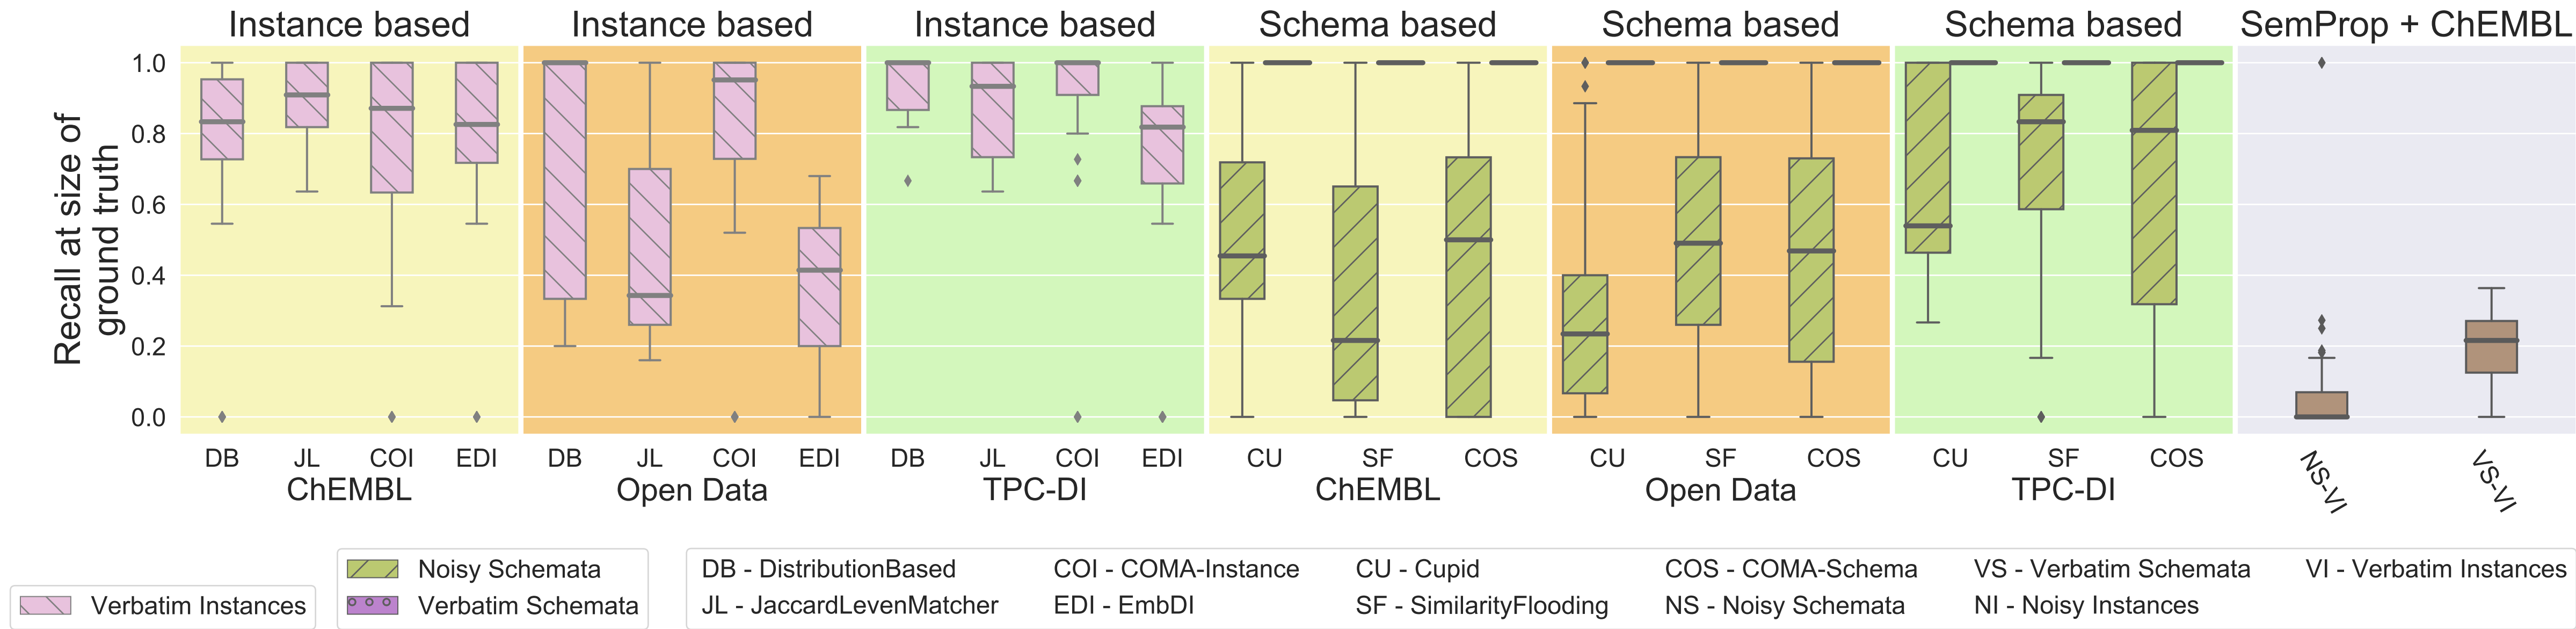 Instance based Instance based Instance based Schema based Schema based Schema based SemProp + ChEMBL
Recall at size of
ground truth
1.0
0.8
0.6
0.4
0.2
0.0
DB JL COI EDI DB JL COI EDI DB JL COI EDI CU SF COS CU SF COS CU SF COS NS-VI VS-VI
ChEMBL Open Data TPC-DI ChEMBL Open Data TPC-DI
Noisy Schemata
Verbatim Instances Verbatim Schemata
DB - DistributionBased COI - COMA-Instance CU - Cupid COS - COMA-Schema VS - Verbatim Schemata VI - Verbatim Instances
JL - JaccardLevenMatcher EDI - EmbDI SF - SimilarityFlooding NS - Noisy Schemata NI - Noisy Instances